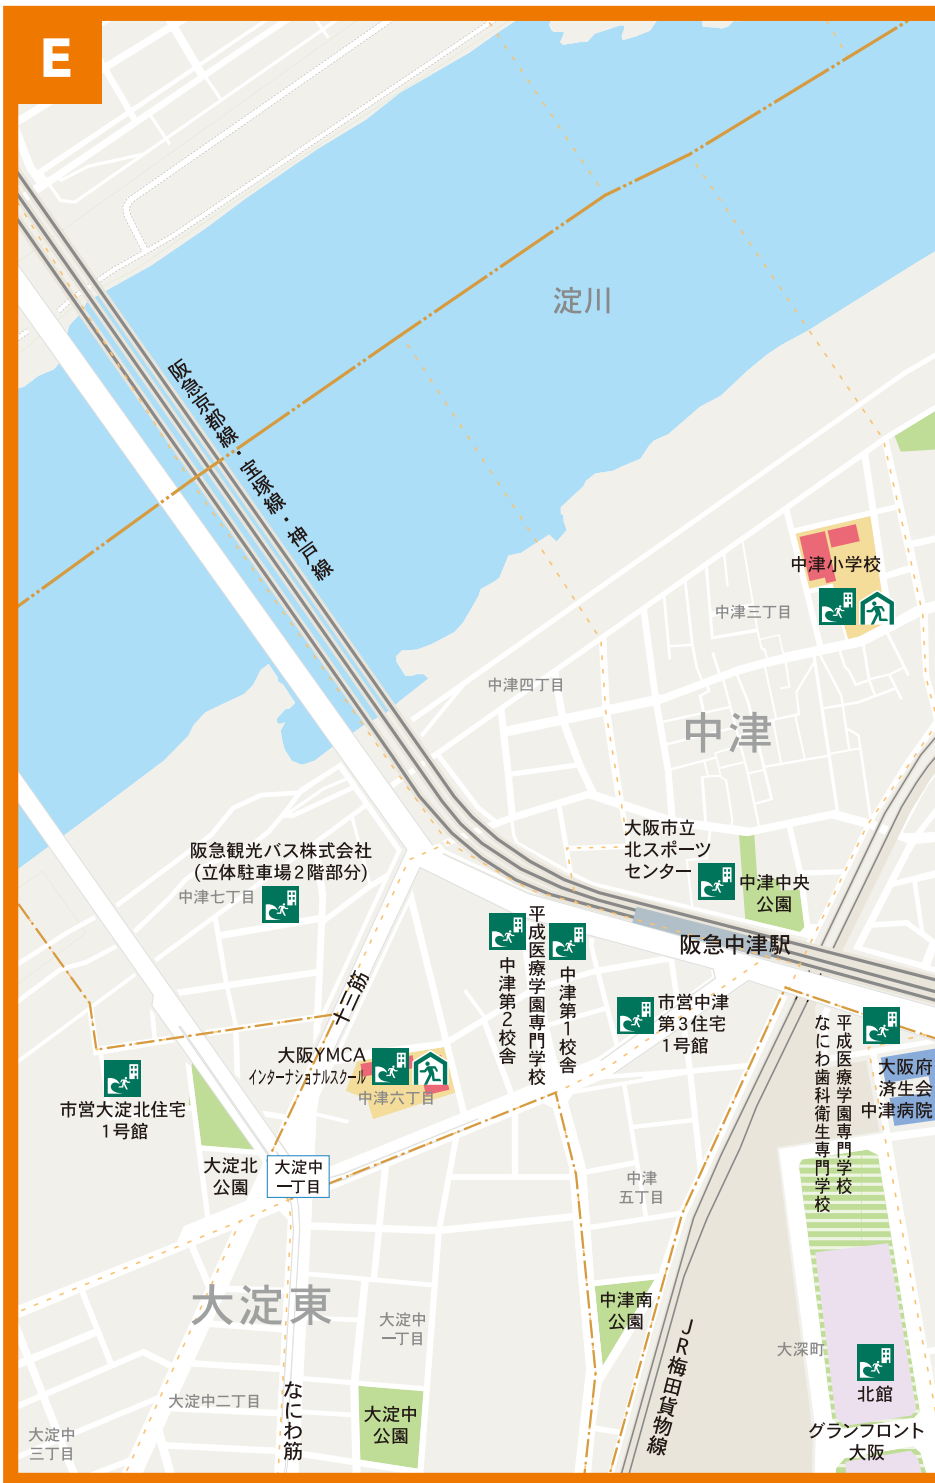 E
淀川
阪急京都線・宝塚線・神戸線
中津小学校
中津三丁目
中津四丁目
中津
大阪市立
北スポーツ
センター
中津中央
公園
阪急観光バス株式会社
(立体駐車場2階部分)
中津七丁目
阪急中津駅
平成医療学園専門学校
中津第2校舎
中津第1校舎
十三筋
市営中津
第3住宅
1号館
平成医療学園専門学校
なにわ歯科衛生専門学校
大阪府
済生会
中津病院
大阪YMCA
インターナショナルスクール
中津六丁目
市営大淀北住宅
1号館
大淀北
公園
大淀中
一丁目
中津
五丁目
大淀東
中津南
公園
大淀中
一丁目
JR梅田貨物線
大深町
北館
グランフロント
大阪
大淀中二丁目
なにわ筋
大淀中
公園
大淀中
三丁目